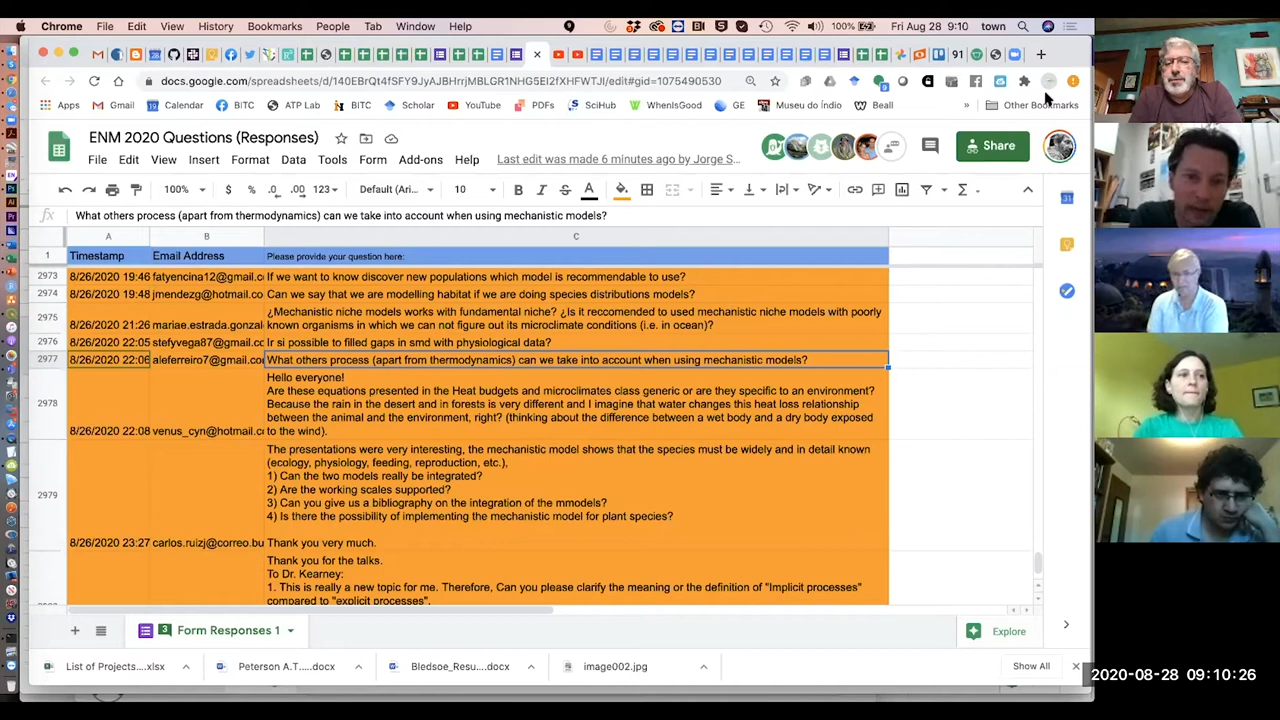 Chrome File Edit View History Bookmarks People Tab Window Help 100% Fri Aug 28 9:10 town
91
docs.google.com/spreadsheets/d/140EBrQt4fSFY9JyAJBHrrjMBLGR1NHG5EI2fXHFWTJI/edit#gid=1075490530
Apps Gmail Calendar BITC ATP Lab BITC Scholar YouTube PDFs SciHub WhenIsGood GE Museu do Índio Beall » Other Bookmarks
ENM 2020 Questions (Responses)
Share
File Edit View Insert Format Data Tools Form Add-ons Help Last edit was made 6 minutes ago by Jorge S...
100% $ % .0 .00 123 Default (Ari... 10 B I S A
fx What others process (apart from thermodynamics) can we take into account when using mechanistic models?
A B C
1 Timestamp Email Address Please provide your question here:
2973 8/26/2020 19:46 fatyencina12@gmail.co If we want to know discover new populations which model is recommendable to use?
2974 8/26/2020 19:48 jmendezg@hotmail.co Can we say that we are modelling habitat if we are doing species distributions models?
¿Mechanistic niche models works with fundamental niche? ¿Is it reccomended to used mechanistic niche models with poorly
2975 8/26/2020 21:26 mariae.estrada.gonzal known organisms in which we can not figure out its microclimate conditions (i.e. in ocean)?
2976 8/26/2020 22:05 stefyvega87@gmail.co Ir si possible to filled gaps in smd with physiological data?
2977 8/26/2020 22:06 aleferreiro7@gmail.co What others process (apart from thermodynamics) can we take into account when using mechanistic models?
Hello everyone!
Are these equations presented in the Heat budgets and microclimates class generic or are they specific to an environment?
2978 Because the rain in the desert and in forests is very different and I imagine that water changes this heat loss relationship
between the animal and the environment, right? (thinking about the difference between a wet body and a dry body exposed
8/26/2020 22:08 venus_cyn@hotmail.c to the wind).
The presentations were very interesting, the mechanistic model shows that the species must be widely and in detail known
(ecology, physiology, feeding, reproduction, etc.),
1) Can the two models really be integrated?
2979 2) Are the working scales supported?
3) Can you give us a bibliography on the integration of the mmodels?
4) Is there the possibility of implementing the mechanistic model for plant species?
8/26/2020 23:27 carlos.ruizj@correo.bu Thank you very much.
Thank you for the talks.
To Dr. Kearney:
1. This is really a new topic for me. Therefore, Can you please clarify the meaning or the definition of "Implicit processes"
compared to "explicit processes".
3 Form Responses 1 Explore
List of Projects....xlsx Peterson A.T.....docx Bledsoe_Resu....docx image002.jpg Show All
2020-08-28 09:10:26